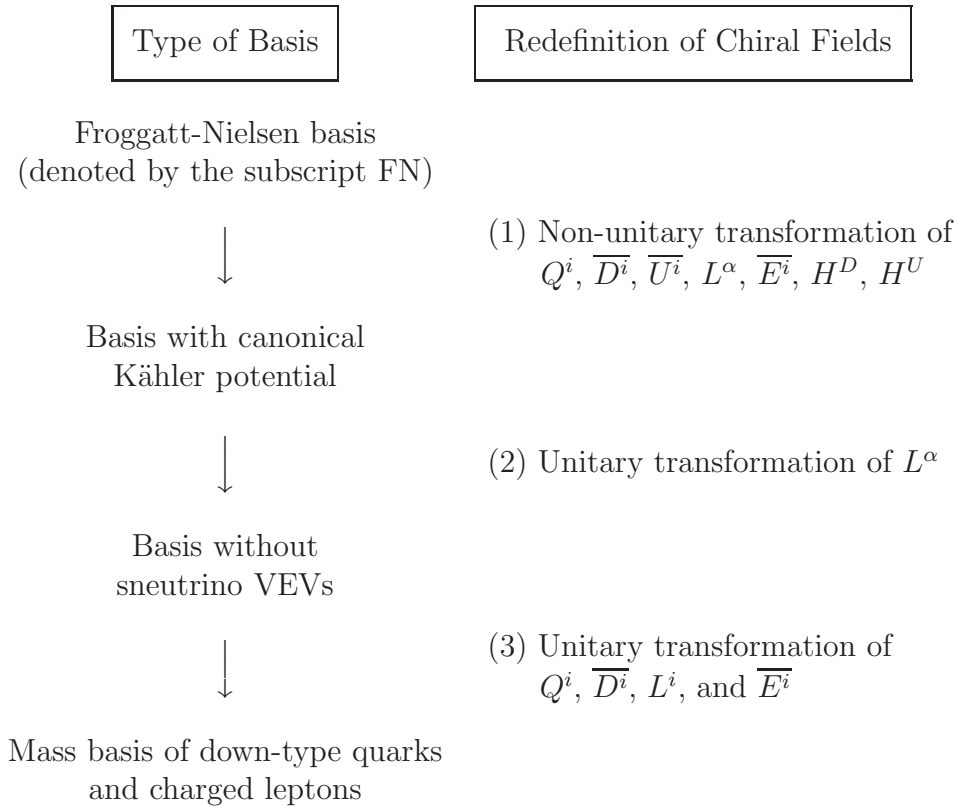 Type of Basis
Redefinition of Chiral Fields
Froggatt-Nielsen basis
(denoted by the subscript FN)
(1) Non-unitary transformation of
$Q^i$, $\overline{D^i}$, $\overline{U^i}$, $L^\alpha$, $\overline{E^i}$, $H^D$, $H^U$
Basis with canonical
Kähler potential
(2) Unitary transformation of $L^\alpha$
Basis without
sneutrino VEVs
(3) Unitary transformation of
$Q^i$, $\overline{D^i}$, $L^i$, and $\overline{E^i}$
Mass basis of down-type quarks
and charged leptons